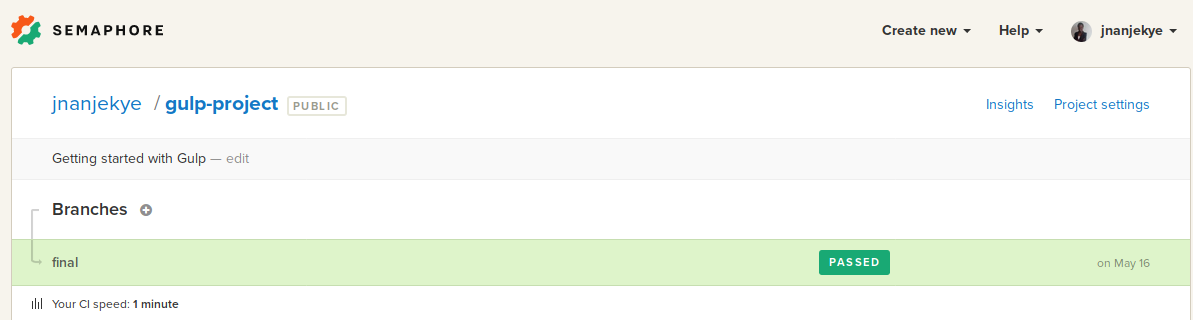 SEMAPHORE Create new Help jnanjekye
jnanjekye / gulp-project PUBLIC Insights Project settings
Getting started with Gulp — edit
Branches
final PASSED on May 16
Your CI speed: 1 minute